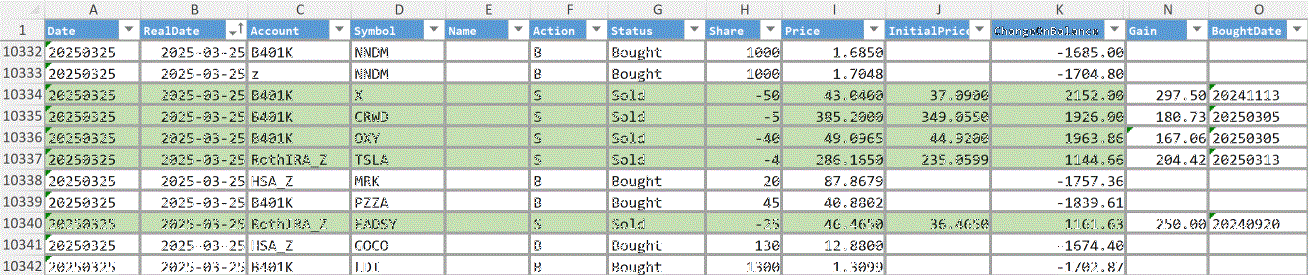 A B C D E F G H I J K N O
1 Date RealDate Account Symbol Name Action Status Share Price InitialPrice ChangeOnBalance Gain BoughtDate
10332 20250325 2025-03-25 B401K NNDM B Bought 1000 1.6850 -1685.00
10333 20250325 2025-03-25 z NNDM B Bought 1000 1.7048 -1704.80
10334 20250325 2025-03-25 B401K X S Sold -50 43.0400 37.0900 2152.00 297.50 20241113
10335 20250325 2025-03-25 B401K CRWD S Sold -5 385.2000 349.0550 1926.00 180.73 20250305
10336 20250325 2025-03-25 B401K OXY S Sold -40 49.0965 44.9200 1963.86 167.06 20250305
10337 20250325 2025-03-25 RothIRA_Z TSLA S Sold -4 286.1650 235.0599 1144.66 204.42 20250313
10338 20250325 2025-03-25 HSA_Z MRK B Bought 20 87.8679 -1757.36
10339 20250325 2025-03-25 B401K PZZA B Bought 45 40.8802 -1839.61
10340 20250325 2025-03-25 RothIRA_Z EADSY S Sold -25 46.4650 36.4650 1161.63 250.00 20240920
10341 20250325 2025-03-25 HSA_Z COCO B Bought 130 12.8800 -1674.40
10342 20250325 2025-03-25 B401K LDI B Bought 1300 1.3099 -1702.87